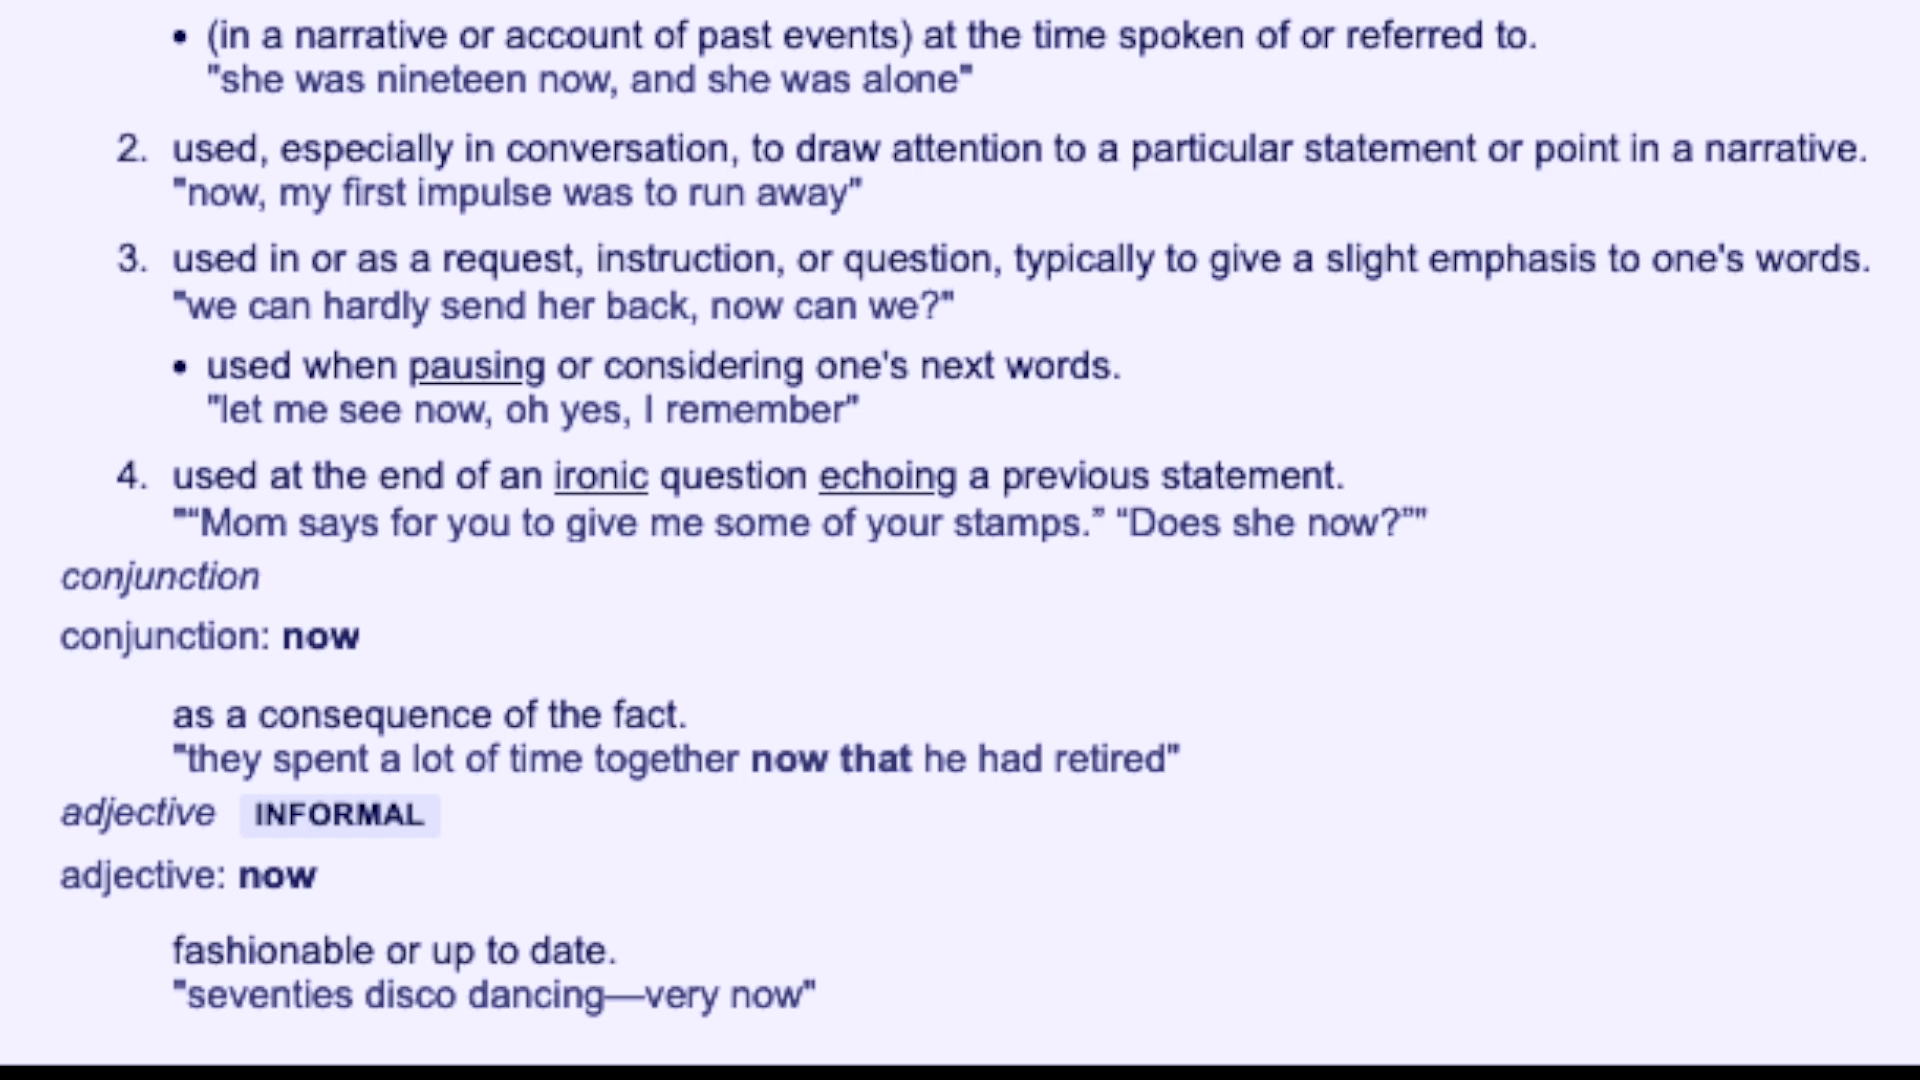 • (in a narrative or account of past events) at the time spoken of or referred to.
"she was nineteen now, and she was alone"
2. used, especially in conversation, to draw attention to a particular statement or point in a narrative.
"now, my first impulse was to run away"
3. used in or as a request, instruction, or question, typically to give a slight emphasis to one's words.
"we can hardly send her back, now can we?"
• used when pausing or considering one's next words.
"let me see now, oh yes, I remember"
4. used at the end of an ironic question echoing a previous statement.
"“Mom says for you to give me some of your stamps.” “Does she now?”"
conjunction
conjunction: now
as a consequence of the fact.
"they spent a lot of time together now that he had retired"
adjective INFORMAL
adjective: now
fashionable or up to date.
"seventies disco dancing—very now"